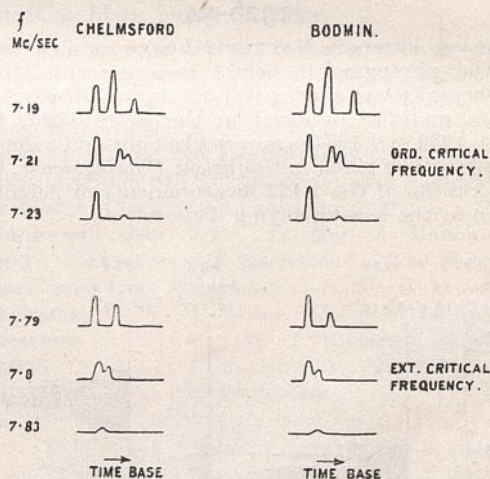 f
MC/SEC
CHELMSFORD
BODMIN.
7·19
7·21
ORD. CRITICAL
FREQUENCY.
7·23
7·79
7·8
EXT. CRITICAL
FREQUENCY.
7·83
TIME BASE
TIME BASE